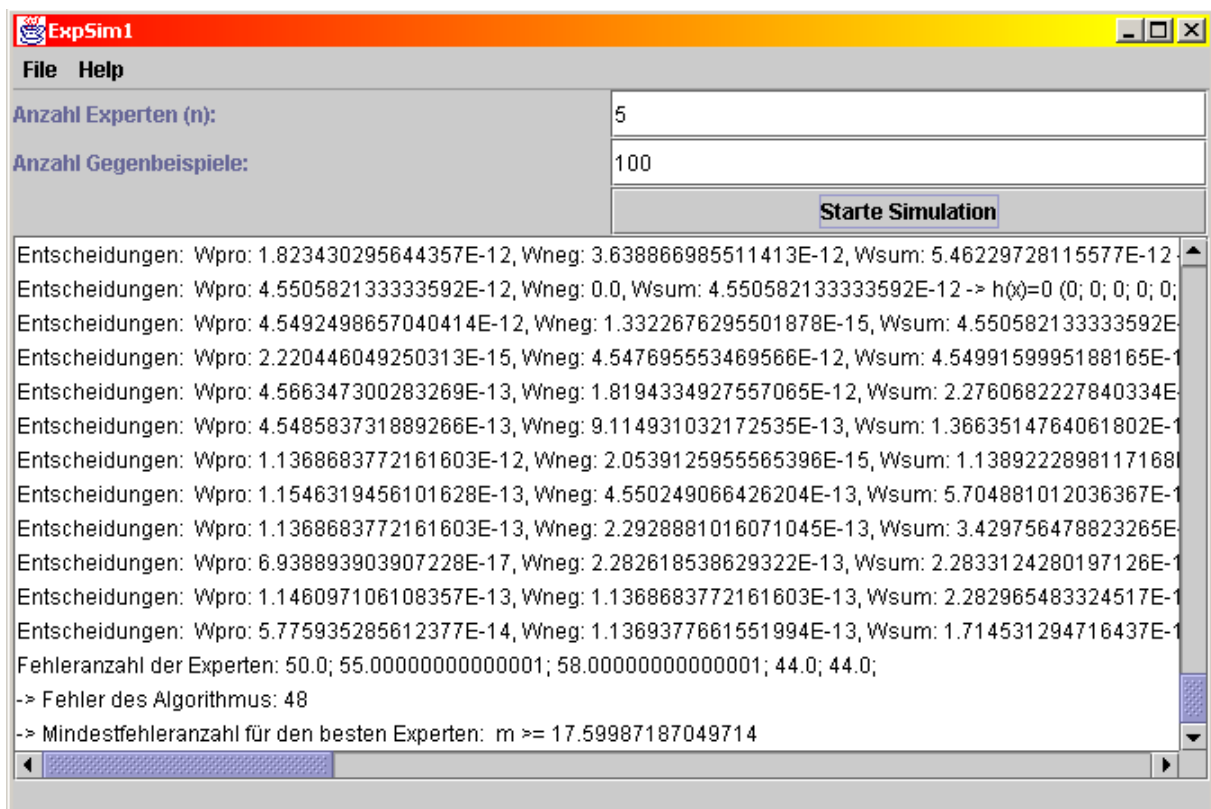 ExpSim1
File Help
Anzahl Experten (n): 5
Anzahl Gegenbeispiele: 100
Starte Simulation
Entscheidungen: Wpro: 1.823430295644357E-12, Wneg: 3.638866985511413E-12, Wsum: 5.46229728115577E-12 -
Entscheidungen: Wpro: 4.550582133333592E-12, Wneg: 0.0, Wsum: 4.550582133333592E-12 -> h(x)=0 (0; 0; 0; 0; 0;
Entscheidungen: Wpro: 4.5492498657040414E-12, Wneg: 1.3322676295501878E-15, Wsum: 4.550582133333592E-
Entscheidungen: Wpro: 2.220446049250313E-15, Wneg: 4.547695553469566E-12, Wsum: 4.5499159995188165E-1
Entscheidungen: Wpro: 4.566347300283269E-13, Wneg: 1.8194334927557065E-12, Wsum: 2.2760682227840334E-
Entscheidungen: Wpro: 4.548583731889266E-13, Wneg: 9.114931032172535E-13, Wsum: 1.3663514764061802E-1
Entscheidungen: Wpro: 1.1368683772161603E-12, Wneg: 2.0539125955565396E-15, Wsum: 1.1389222898117168
Entscheidungen: Wpro: 1.1546319456101628E-13, Wneg: 4.550249066426204E-13, Wsum: 5.704881012036367E-1
Entscheidungen: Wpro: 1.1368683772161603E-13, Wneg: 2.2928881016071045E-13, Wsum: 3.429756478823265E-
Entscheidungen: Wpro: 6.938893903907228E-17, Wneg: 2.282618538629322E-13, Wsum: 2.2833124280197126E-1
Entscheidungen: Wpro: 1.146097106108357E-13, Wneg: 1.1368683772161603E-13, Wsum: 2.282965483324517E-1
Entscheidungen: Wpro: 5.775935285612377E-14, Wneg: 1.1369377661551994E-13, Wsum: 1.714531294716437E-1
Fehleranzahl der Experten: 50.0; 55.00000000000001; 58.00000000000001; 44.0; 44.0;
-> Fehler des Algorithmus: 48
-> Mindestfehleranzahl für den besten Experten: m >= 17.59987187049714